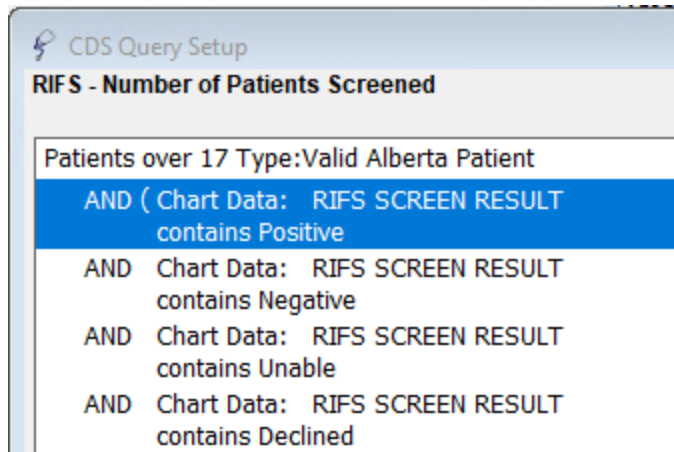 CDS Query Setup
RIFS - Number of Patients Screened
Patients over 17 Type:Valid Alberta Patient
AND ( Chart Data: RIFS SCREEN RESULT
contains Positive
AND Chart Data: RIFS SCREEN RESULT
contains Negative
AND Chart Data: RIFS SCREEN RESULT
contains Unable
AND Chart Data: RIFS SCREEN RESULT
contains Declined